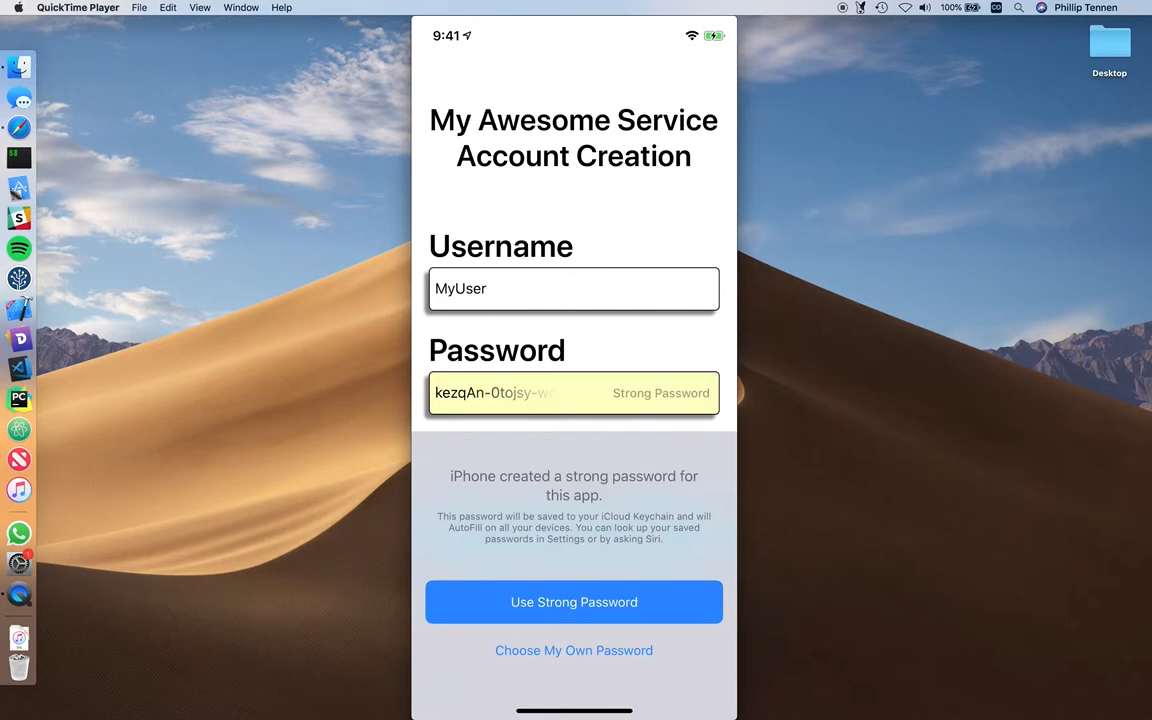 QuickTime Player File Edit View Window Help
100% Phillip Tennen
9:41
Desktop
My Awesome Service
Account Creation
Username
MyUser
Password
kezqAn-0tojsy-wc Strong Password
iPhone created a strong password for
this app.
This password will be saved to your iCloud Keychain and will
AutoFill on all your devices. You can look up your saved
passwords in Settings or by asking Siri.
Use Strong Password
Choose My Own Password